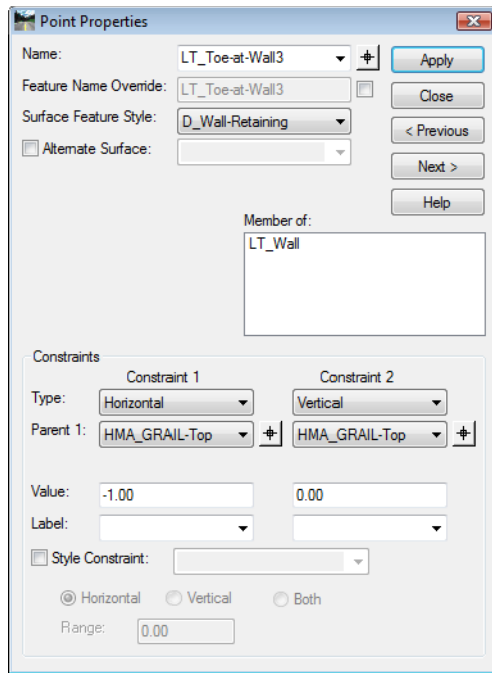 Point Properties
Name: LT_Toe-at-Wall3 Apply
Feature Name Override: LT_Toe-at-Wall3 Close
Surface Feature Style: D_Wall-Retaining < Previous
Alternate Surface: Next >
Help
Member of:
LT_Wall
Constraints
Constraint 1 Constraint 2
Type: Horizontal Vertical
Parent 1: HMA_GRAIL-Top HMA_GRAIL-Top
Value: -1.00 0.00
Label:
Style Constraint:
Horizontal Vertical Both
Range: 0.00